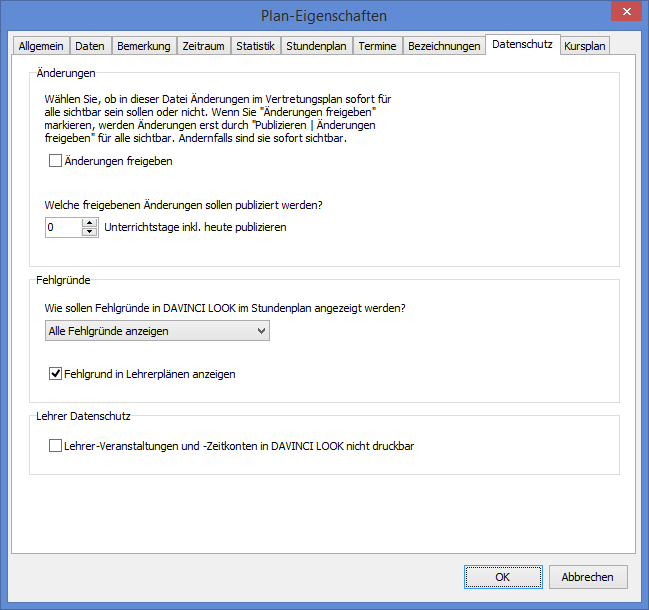 Plan-Eigenschaften
Allgemein Daten Bemerkung Zeitraum Statistik Stundenplan Termine Bezeichnungen Datenschutz Kursplan
Änderungen
Wählen Sie, ob in dieser Datei Änderungen im Vertretungsplan sofort für
alle sichtbar sein sollen oder nicht. Wenn Sie "Änderungen freigeben"
markieren, werden Änderungen erst durch "Publizieren | Änderungen
freigeben" für alle sichtbar. Andernfalls sind sie sofort sichtbar.
Änderungen freigeben
Welche freigebenen Änderungen sollen publiziert werden?
0 Unterrichtstage inkl. heute publizieren
Fehlgründe
Wie sollen Fehlgründe in DAVINCI LOOK im Stundenplan angezeigt werden?
Alle Fehlgründe anzeigen
Fehlgrund in Lehrerplänen anzeigen
Lehrer Datenschutz
Lehrer-Veranstaltungen und -Zeitkonten in DAVINCI LOOK nicht druckbar
OK Abbrechen